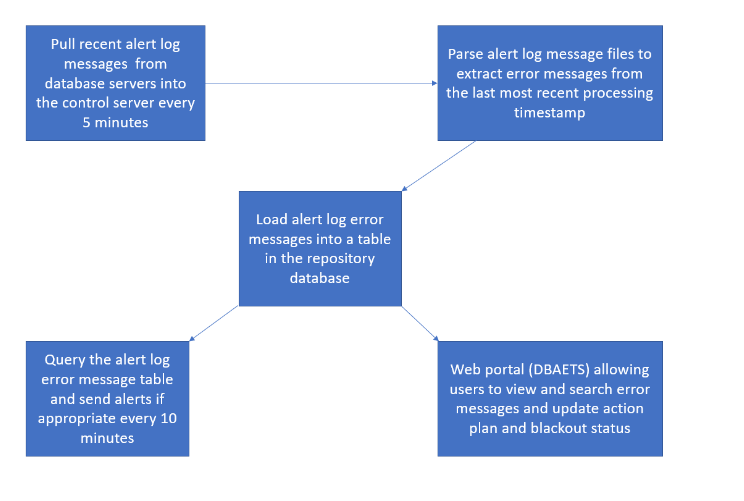 Pull recent alert log
messages  from
database servers into
the control server every
5 minutes
Parse alert log message files to
extract error messages from
the last most recent processing
timestamp
Load alert log error
messages into a table
in the repository
database
Query the alert log
error message table
and send alerts if
appropriate every 10
minutes
Web portal (DBAETS) allowing
users to view and search error
messages and update action
plan and blackout status